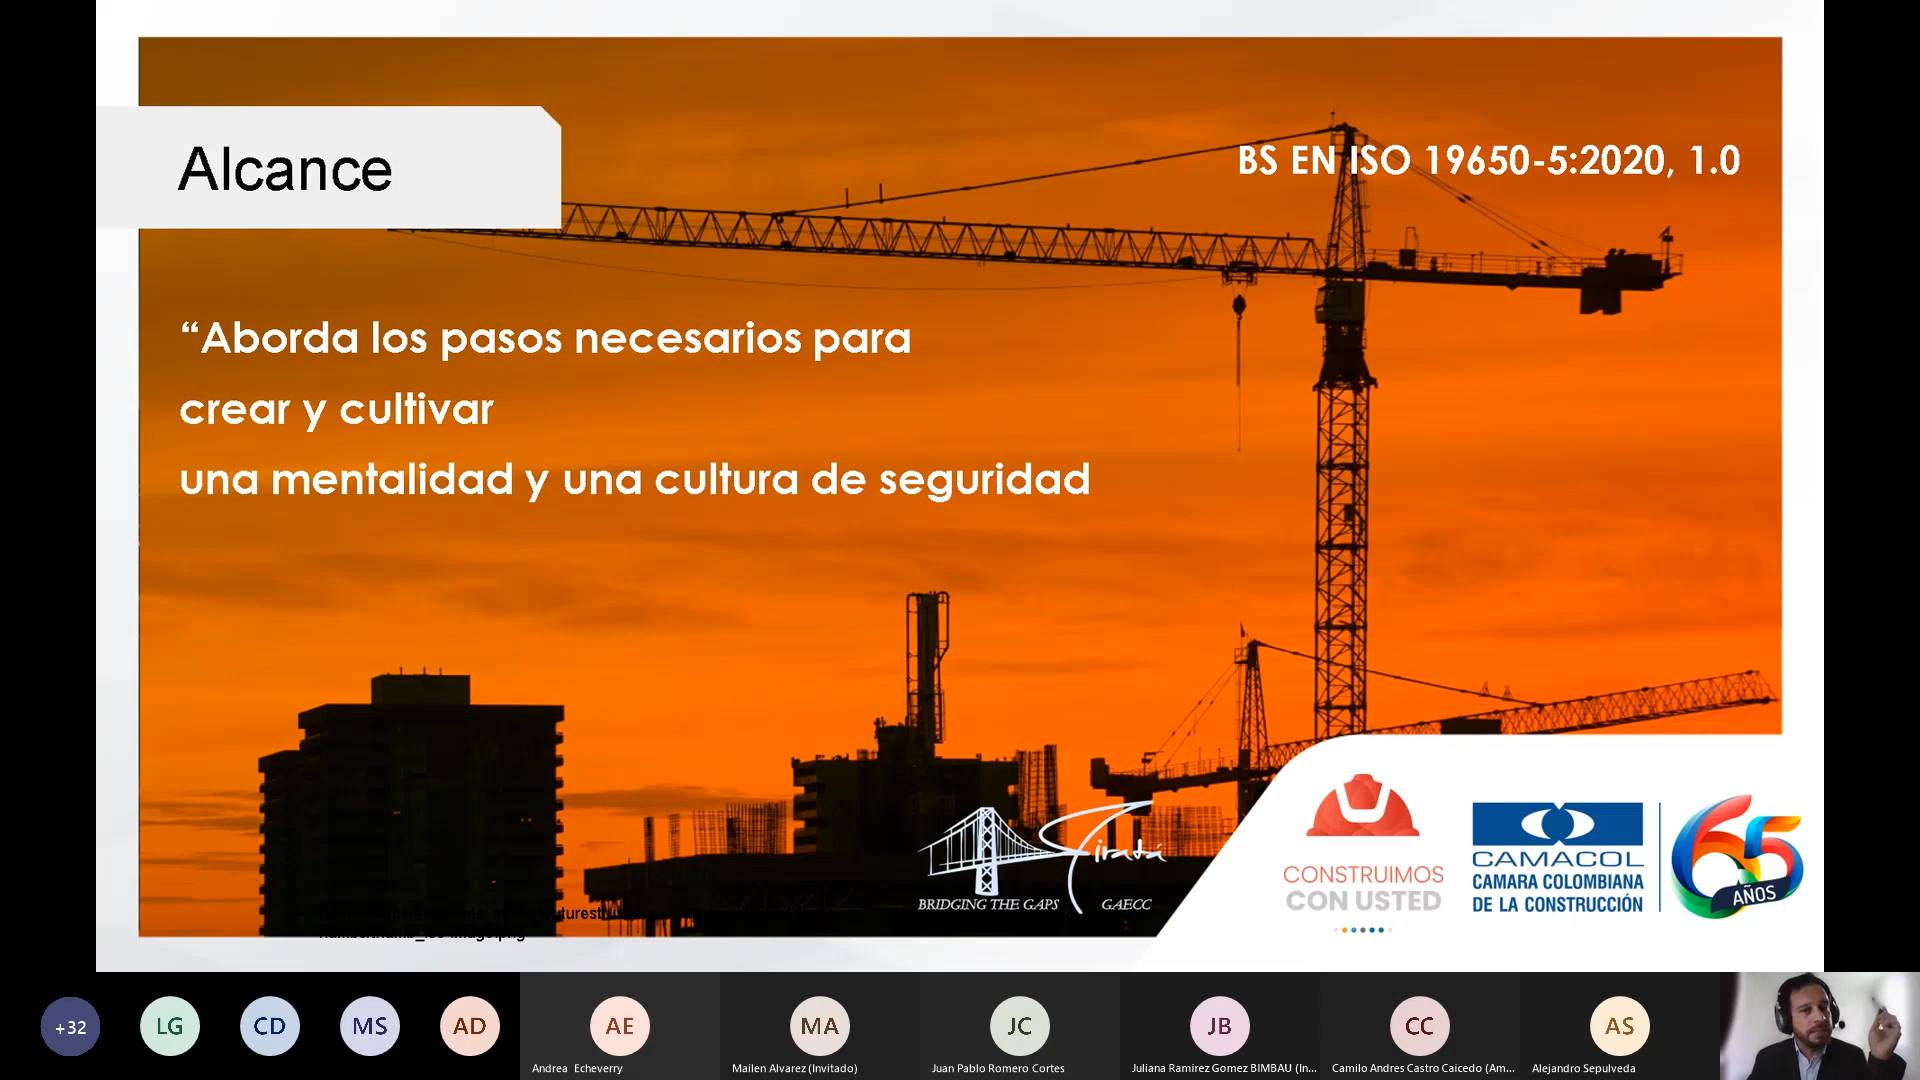 Alcance
BS EN ISO 19650-5:2020, 1.0
“Aborda los pasos necesarios para
crear y cultivar
una mentalidad y una cultura de seguridad
BRIDGING THE GAPS
GAECC
CONSTRUIMOS
CON USTED
CAMACOL
CAMARA COLOMBIANA
DE LA CONSTRUCCIÓN
65
AÑOS
+32
LG
CD
MS
AD
AE
MA
JC
JB
CC
AS
Andrea Echeverry
Mailen Alvarez (Invitado)
Juan Pablo Romero Cortes
Juliana Ramirez Gomez BIMBAU (In...
Camilo Andres Castro Caicedo (Am...
Alejandro Sepulveda